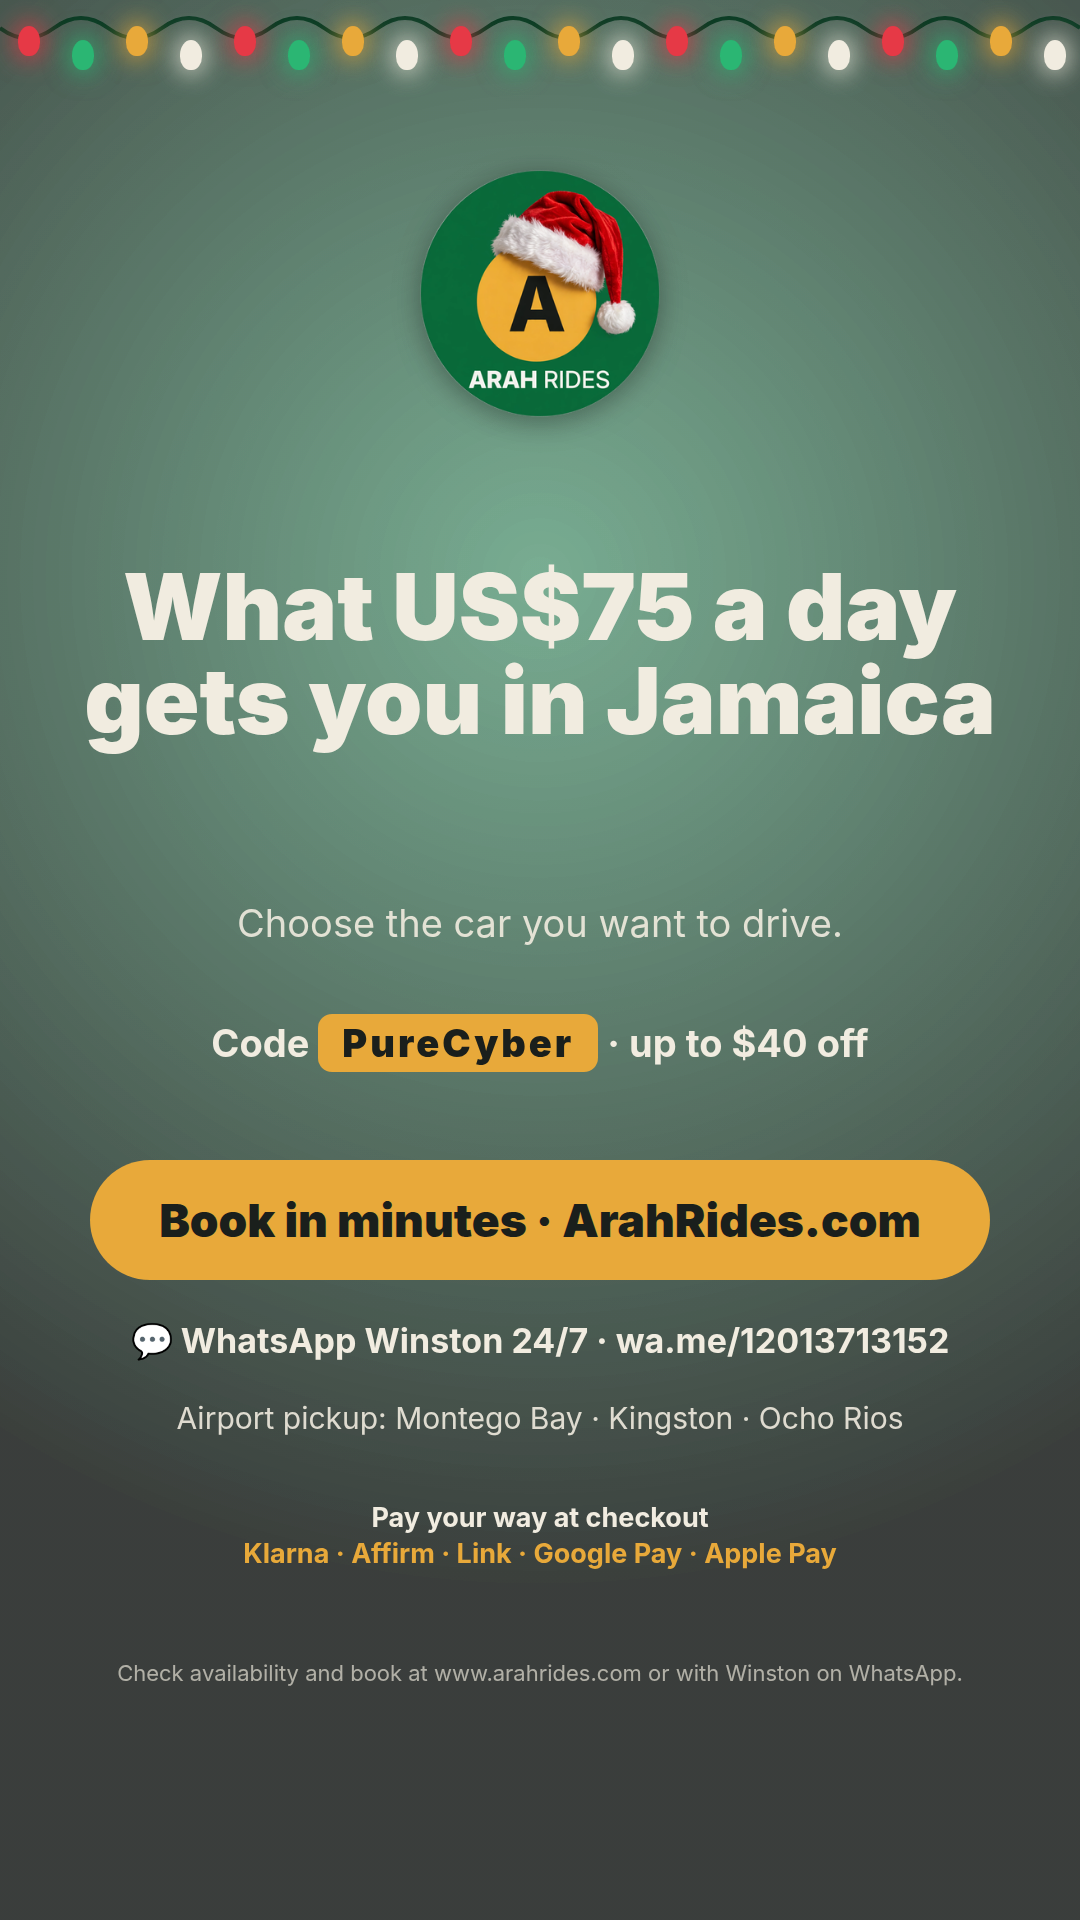 A
ARAH RIDES
What US$75 a day
gets you in Jamaica
Choose the car you want to drive.
Code PureCyber · up to $40 off
Book in minutes · ArahRides.com
💬 WhatsApp Winston 24/7 · wa.me/12013713152
Airport pickup: Montego Bay · Kingston · Ocho Rios
Pay your way at checkout
Klarna · Affirm · Link · Google Pay · Apple Pay
Check availability and book at www.arahrides.com or with Winston on WhatsApp.